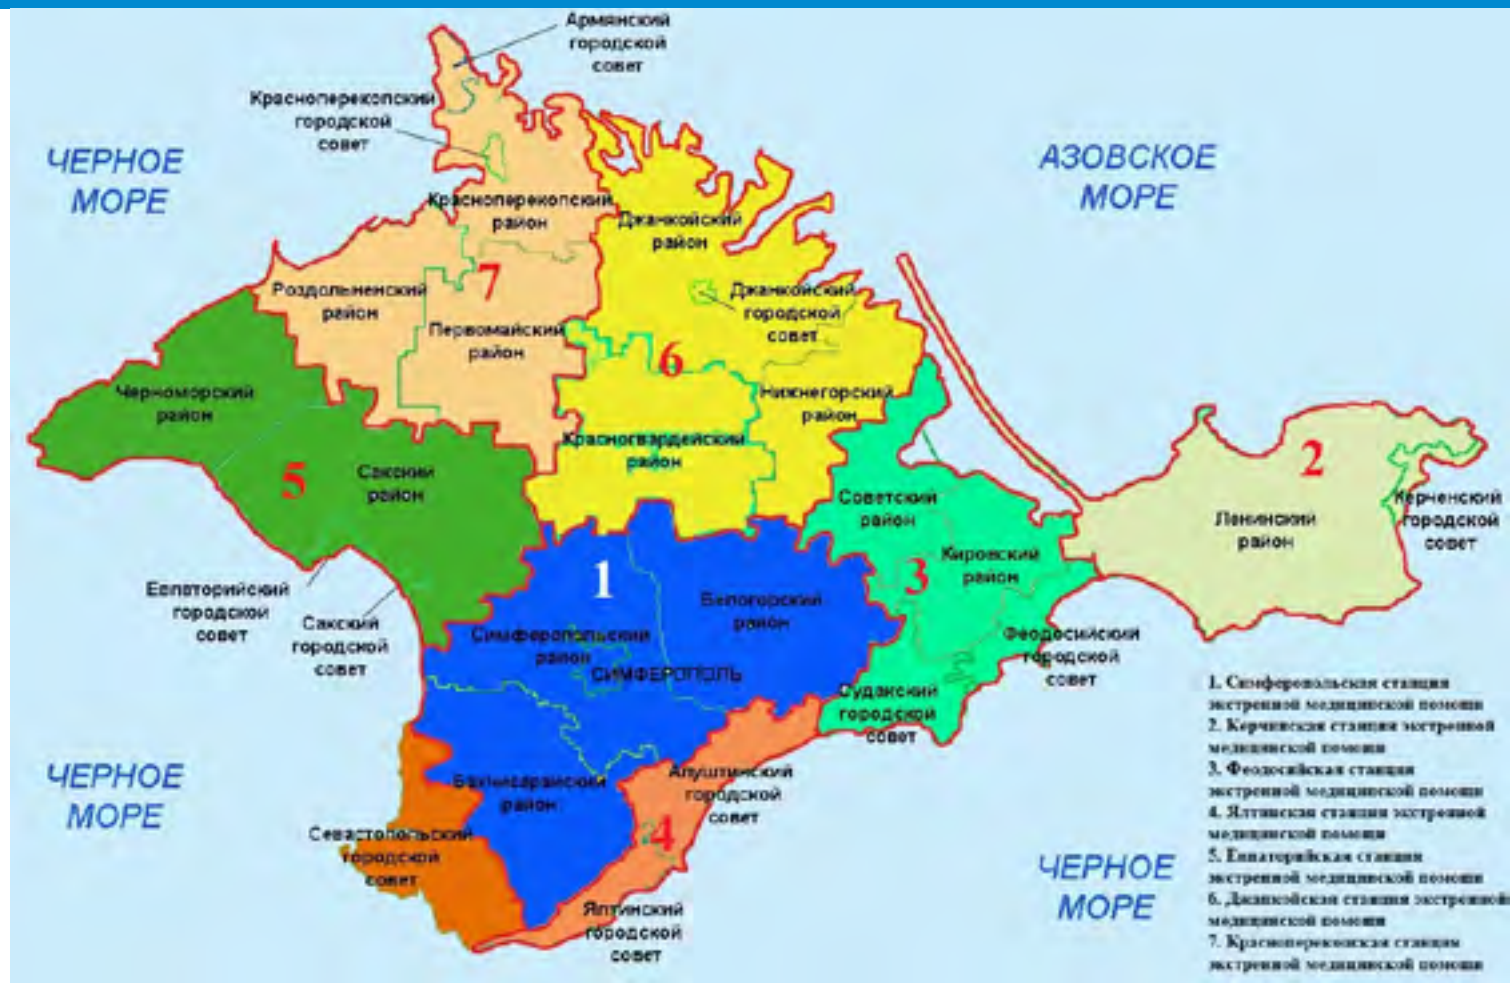 Армянский
городской
совет
Красноперекопский
городской
совет
ЧЕРНОЕ
МОРЕ
АЗОВСКОЕ
МОРЕ
Красноперекопский
район
Джанкойский
район
7
Роздольненский
район
Джанкойский
городской
совет
Первомайский
район
6
Черноморский
район
Нижнегорский
район
Красногвардейский
район
5
Сакский
район
2
Советский
район
Ленинский
район
Керченский
городской
совет
1
3
Кировский
район
Евпаторийский
городской
совет
Сакский
городской
совет
Белогорский
район
Симферопольский
район
СИМФЕРОПОЛЬ
Феодосийский
городской
совет
Судакский
городской
совет
ЧЕРНОЕ
МОРЕ
Бахчисарайский
район
Алуштинский
городской
совет
4
Севастопольский
городской
совет
Ялтинский
городской
совет
ЧЕРНОЕ
МОРЕ
1. Симферопольская станция
экстренной медицинской помощи
2. Керчинская станция экстренной
медицинской помощи
3. Феодосийская станция
экстренной медицинской помощи
4. Ялтинская станция экстренной
медицинской помощи
5. Евпаторийская станция
экстренной медицинской помощи
6. Джанкойская станция экстренной
медицинской помощи
7. Красноперекопская станция
экстренной медицинской помощи